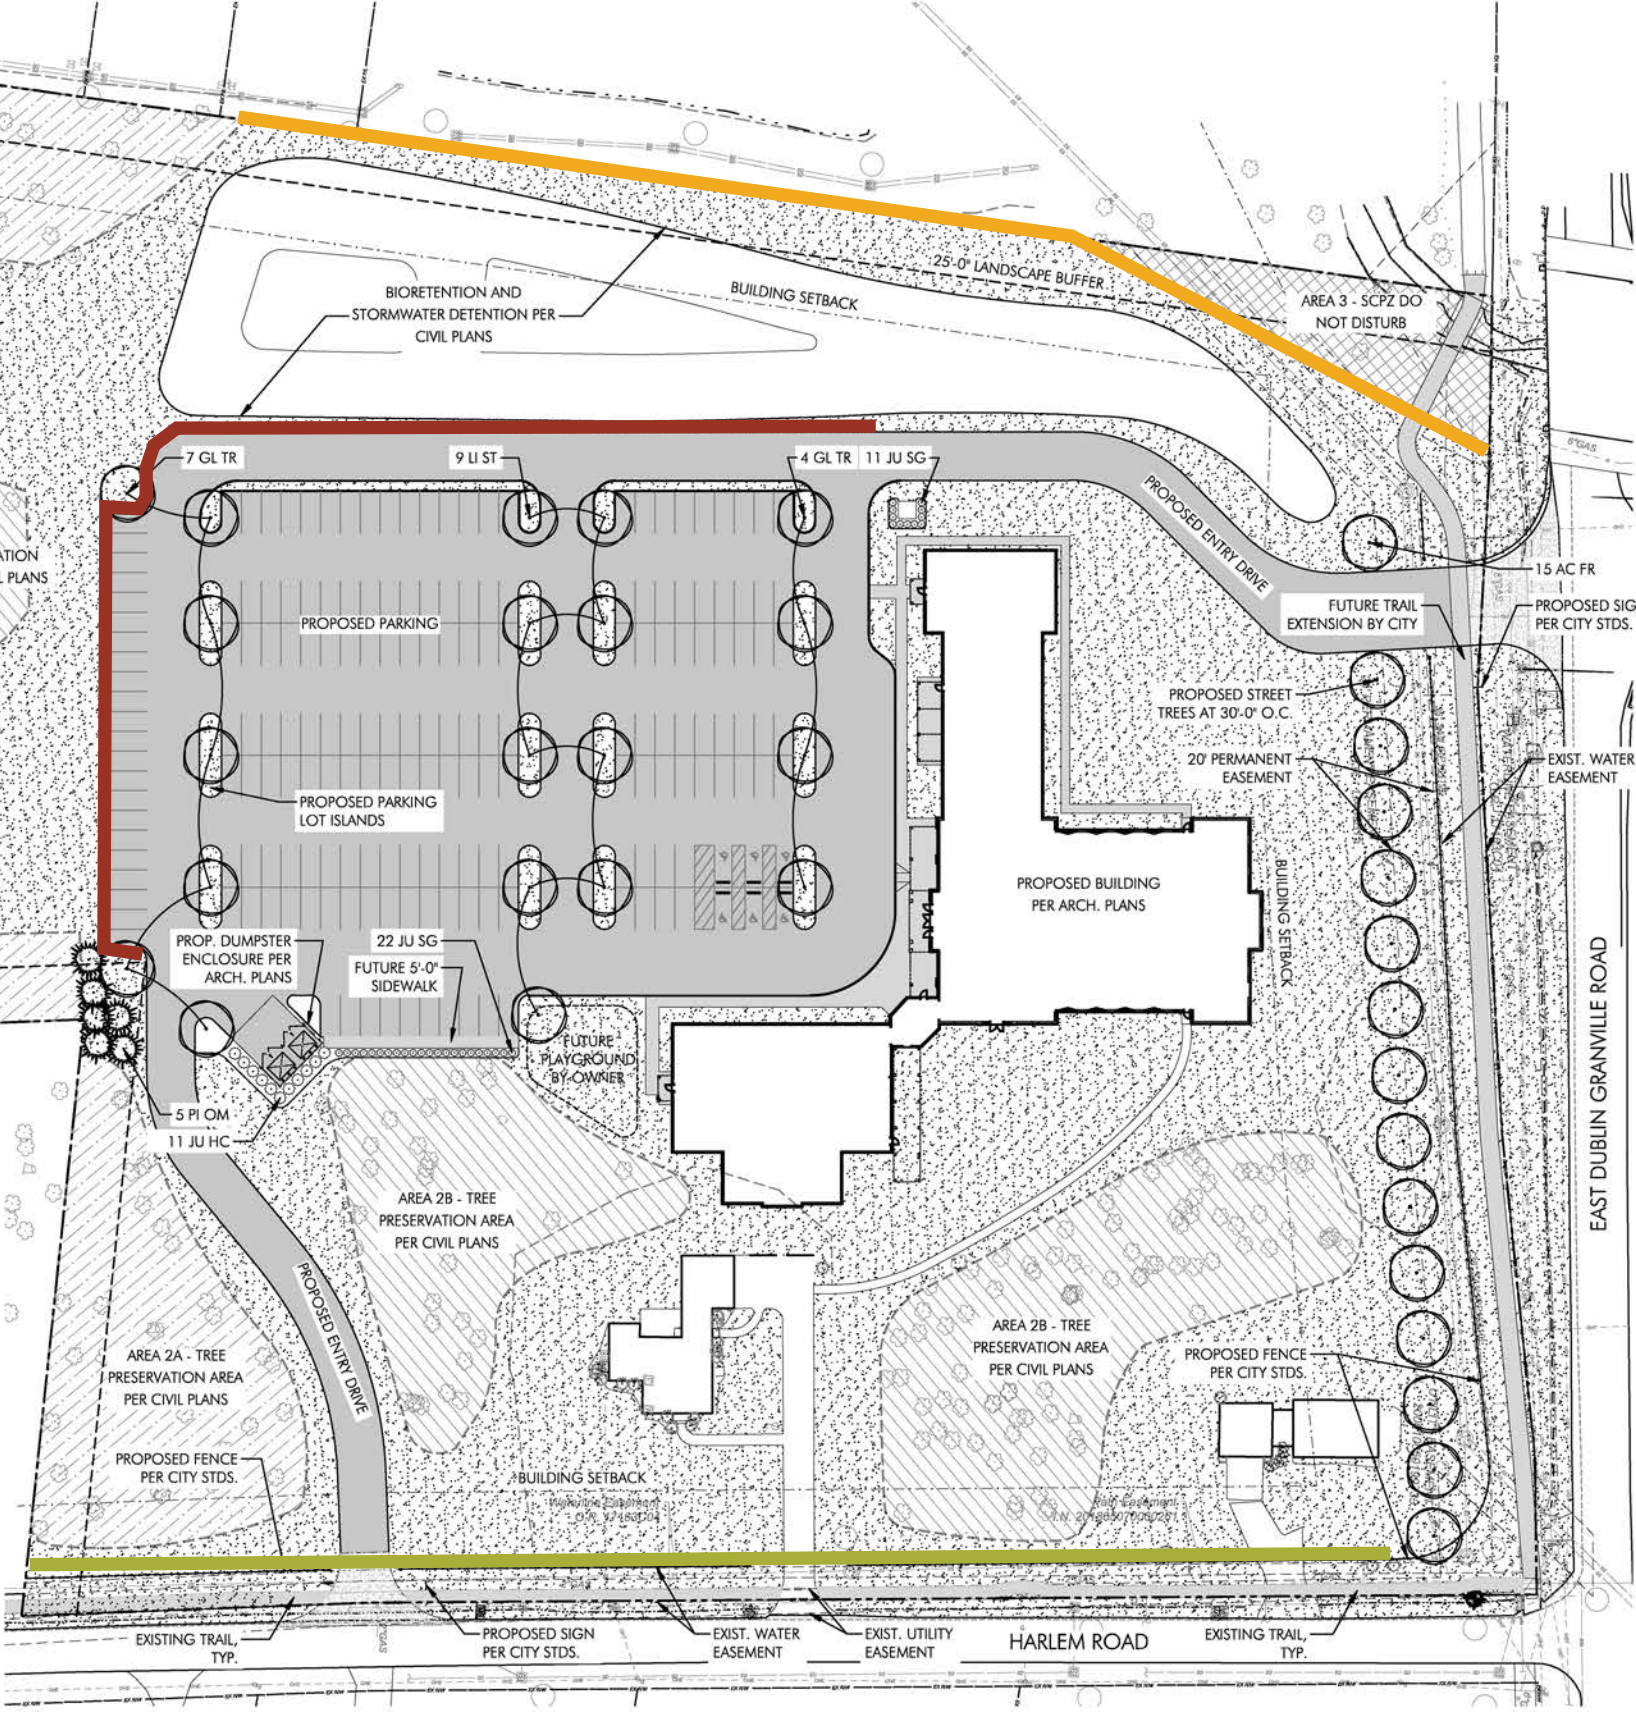 25'-0" LANDSCAPE BUFFER
BUILDING SETBACK
BIORETENTION AND
STORMWATER DETENTION PER
CIVIL PLANS
AREA 3 - SCPZ DO
NOT DISTURB
6"GAS
7 GL TR
9 LI ST
4 GL TR
11 JU SG
PROPOSED ENTRY DRIVE
ATION
L PLANS
15 AC FR
FUTURE TRAIL
EXTENSION BY CITY
PROPOSED SIG
PER CITY STDS.
PROPOSED PARKING
PROPOSED STREET
TREES AT 30'-0" O.C.
20' PERMANENT
EASEMENT
EXIST. WATER
EASEMENT
PROPOSED PARKING
LOT ISLANDS
PROPOSED BUILDING
PER ARCH. PLANS
BUILDING SETBACK
PROP. DUMPSTER
ENCLOSURE PER
ARCH. PLANS
22 JU SG
FUTURE 5'-0"
SIDEWALK
FUTURE
PLAYGROUND
BY OWNER
EAST DUBLIN GRANVILLE ROAD
5 PI OM
11 JU HC
AREA 2B - TREE
PRESERVATION AREA
PER CIVIL PLANS
PROPOSED ENTRY DRIVE
AREA 2A - TREE
PRESERVATION AREA
PER CIVIL PLANS
AREA 2B - TREE
PRESERVATION AREA
PER CIVIL PLANS
PROPOSED FENCE
PER CITY STDS.
PROPOSED FENCE
PER CITY STDS.
BUILDING SETBACK
Waterline Easement
EXISTING TRAIL,
TYP.
PROPOSED SIGN
PER CITY STDS.
EXIST. WATER
EASEMENT
EXIST. UTILITY
EASEMENT
HARLEM ROAD
EXISTING TRAIL,
TYP.